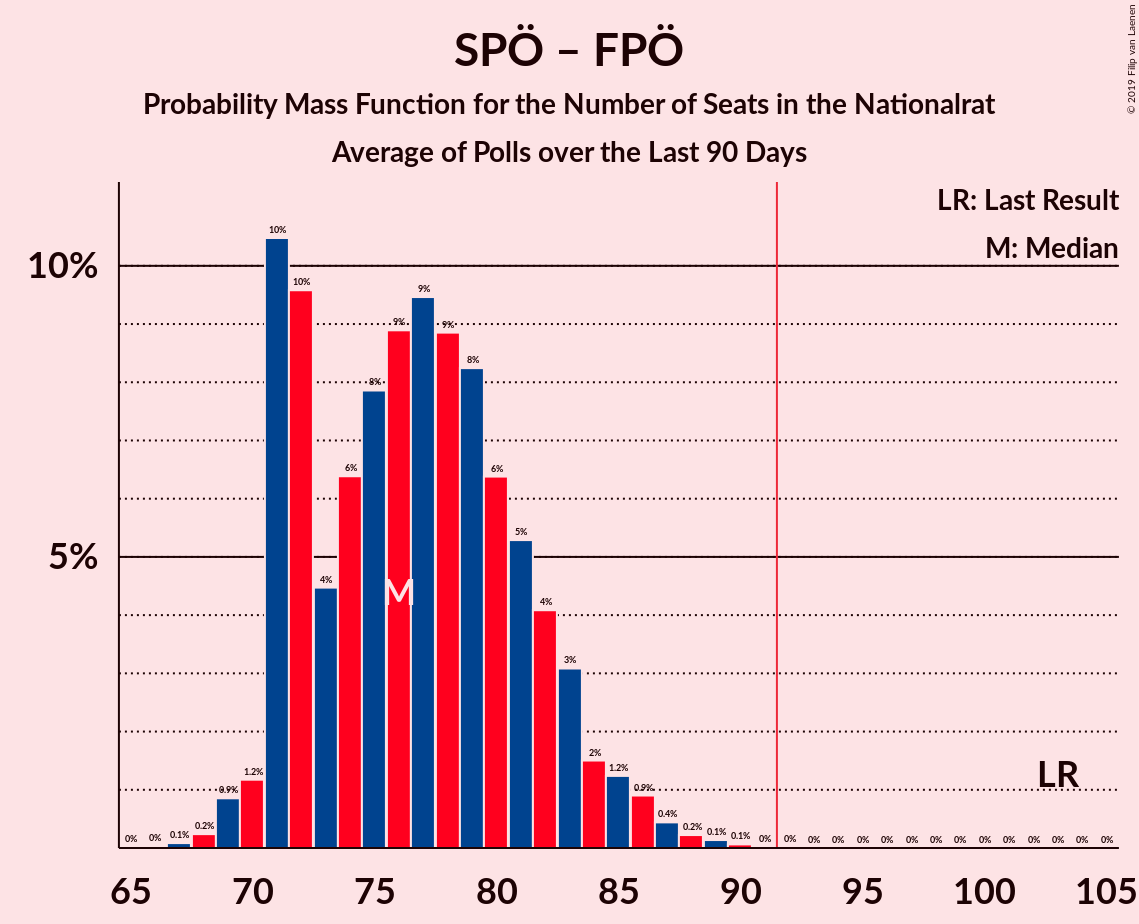 SPÖ – FPÖ
Probability Mass Function for the Number of Seats in the Nationalrat
Average of Polls over the Last 90 Days
© 2019 Filip van Laenen
LR: Last Result
M: Median
10%
5%
0% 0% 0.1% 0.2% 0.9% 1.2% 10% 10% 4% 6% 8% 9% 9% 9% 8% 6% 5% 4% 3% 2% 1.2% 0.9% 0.4% 0.2% 0.1% 0.1% 0% 0% 0% 0% 0% 0% 0% 0% 0% 0% 0% 0% 0% 0% 0%
M
LR
65 70 75 80 85 90 95 100 105